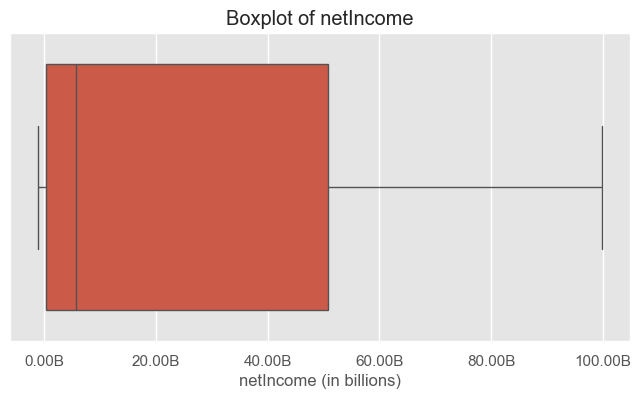 Boxplot of netIncome
0.00B 20.00B 40.00B 60.00B 80.00B 100.00B
netIncome (in billions)